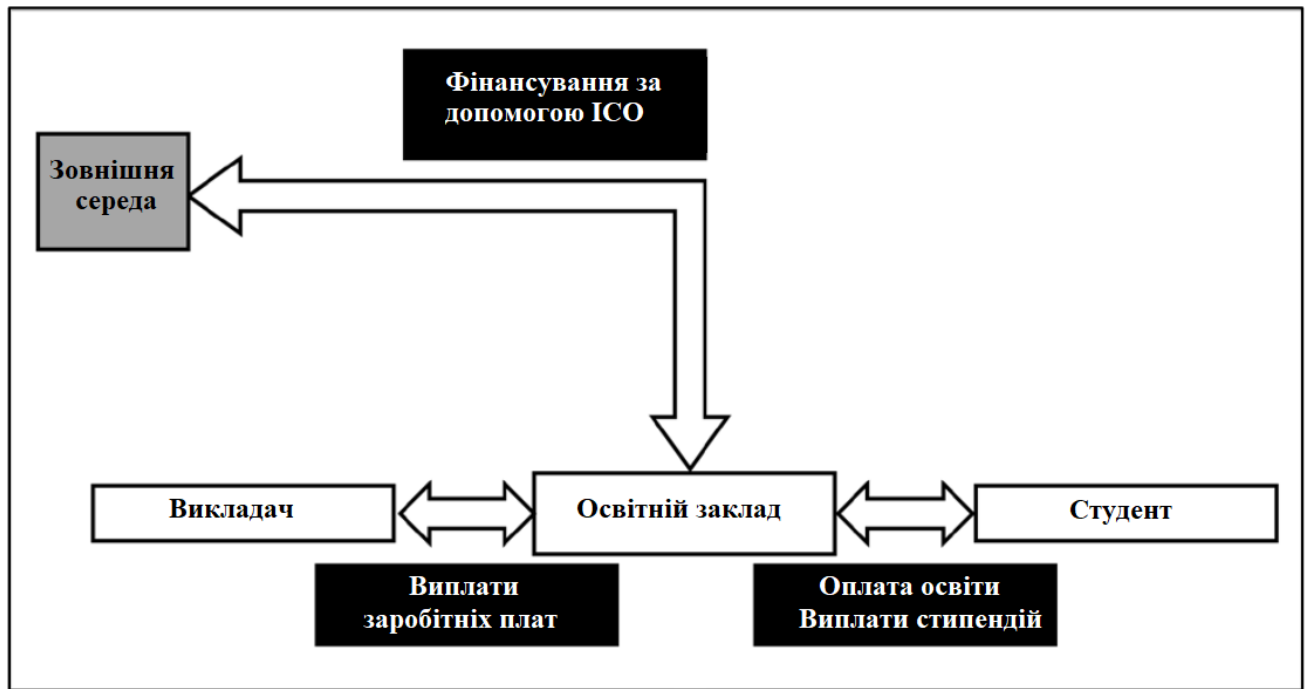 Фінансування за
допомогою ICO
Зовнішня
середа
Викладач
Освітній заклад
Студент
Виплати
заробітніх плат
Оплата освіти
Виплати стипендій